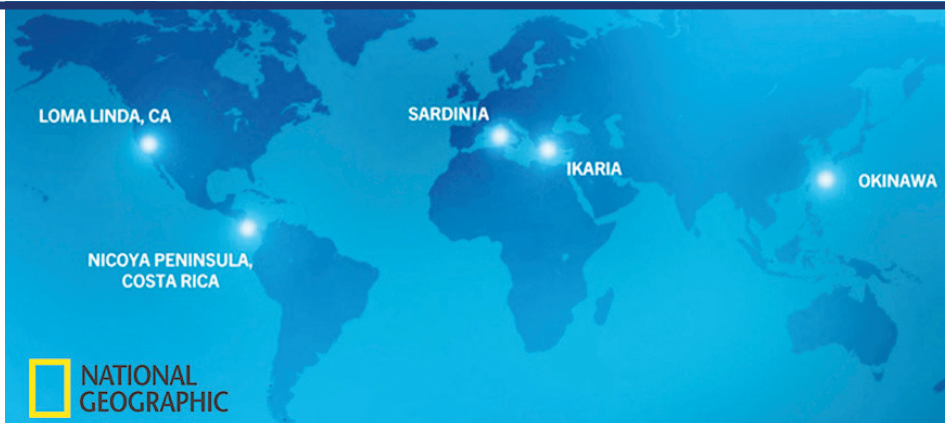 LOMA LINDA, CA
SARDINIA
IKARIA
OKINAWA
NICOYA PENINSULA,
COSTA RICA
NATIONAL
GEOGRAPHIC